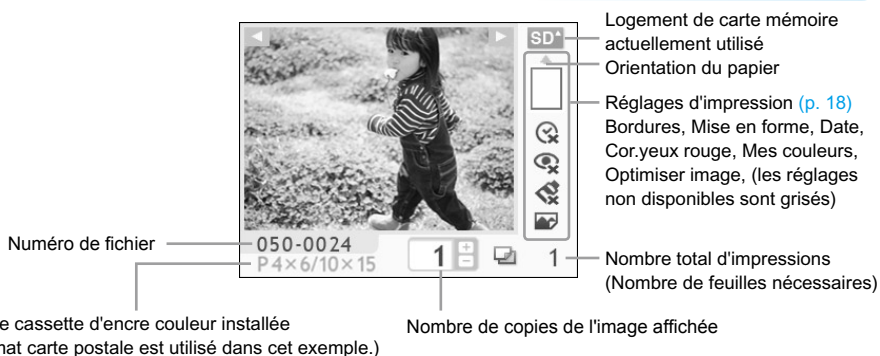 Logement de carte mémoire
actuellement utilisé
Orientation du papier
Réglages d'impression (p. 18)
Bordures, Mise en forme, Date,
Cor.yeux rouge, Mes couleurs,
Optimiser image, (les réglages
non disponibles sont grisés)
SD
Numéro de fichier
050-0024
P 4×6/10×15
1
1
Nombre total d'impressions
(Nombre de feuilles nécessaires)
cassette d'encre couleur installée
carte postale est utilisé dans cet exemple.)
Nombre de copies de l'image affichée